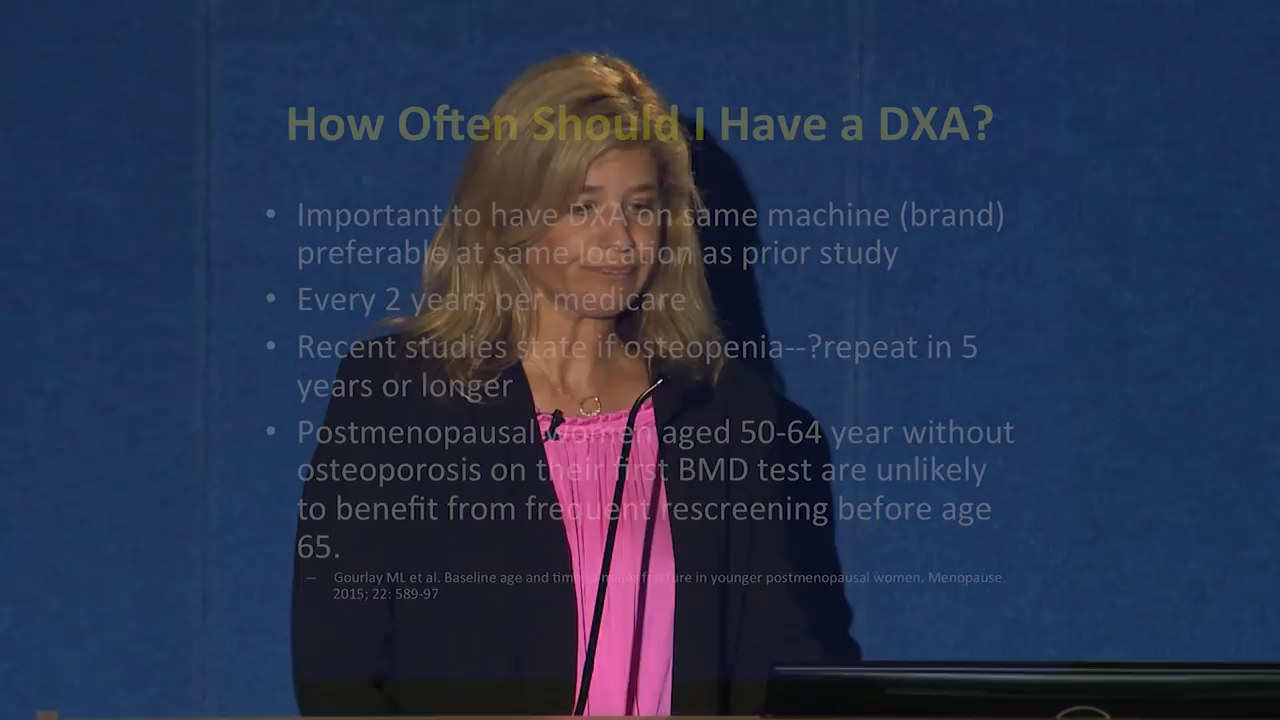 How Often Should I Have a DXA?
• Important to have DXA on same machine (brand)
preferable at same location as prior study
• Every 2 years per medicare
• Recent studies state if osteopenia--?repeat in 5
years or longer
• Postmenopausal women aged 50-64 year without
osteoporosis on their first BMD test are unlikely
to benefit from frequent rescreening before age
65.
– Gourlay ML et al. Baseline age and time to major fracture in younger postmenopausal women. Menopause.
2015; 22: 589-97